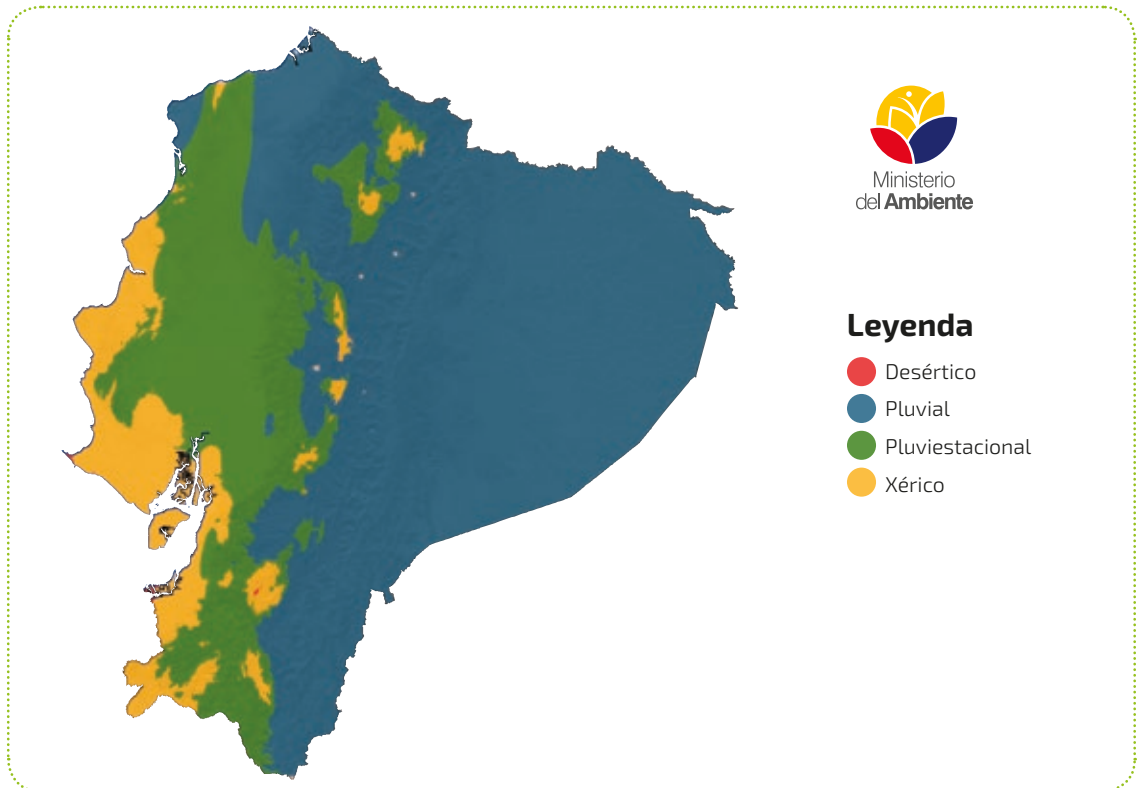 Ministerio
del Ambiente
Leyenda
Desértico
Pluvial
Pluviestacional
Xérico